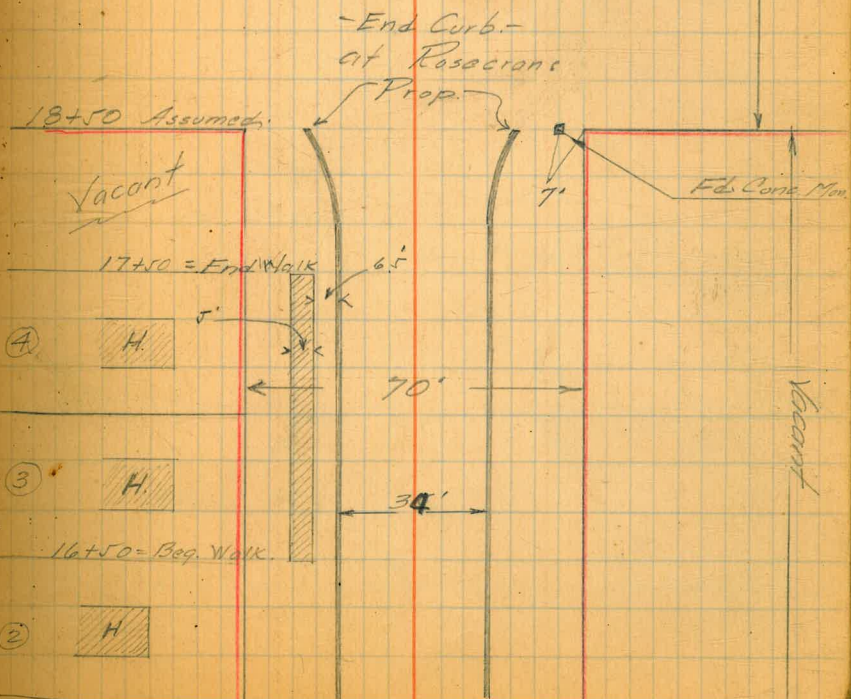 -End Curb.-
at Rosecrans
Prop.-
18+50 Assumed.
Vacant
7'
Fd. Conc. Mon.
17+50 = End Walk
6.5'
5'
4
H.
70'
Vacant
3
H.
34'
16+50 = Beg. Walk.
2
H